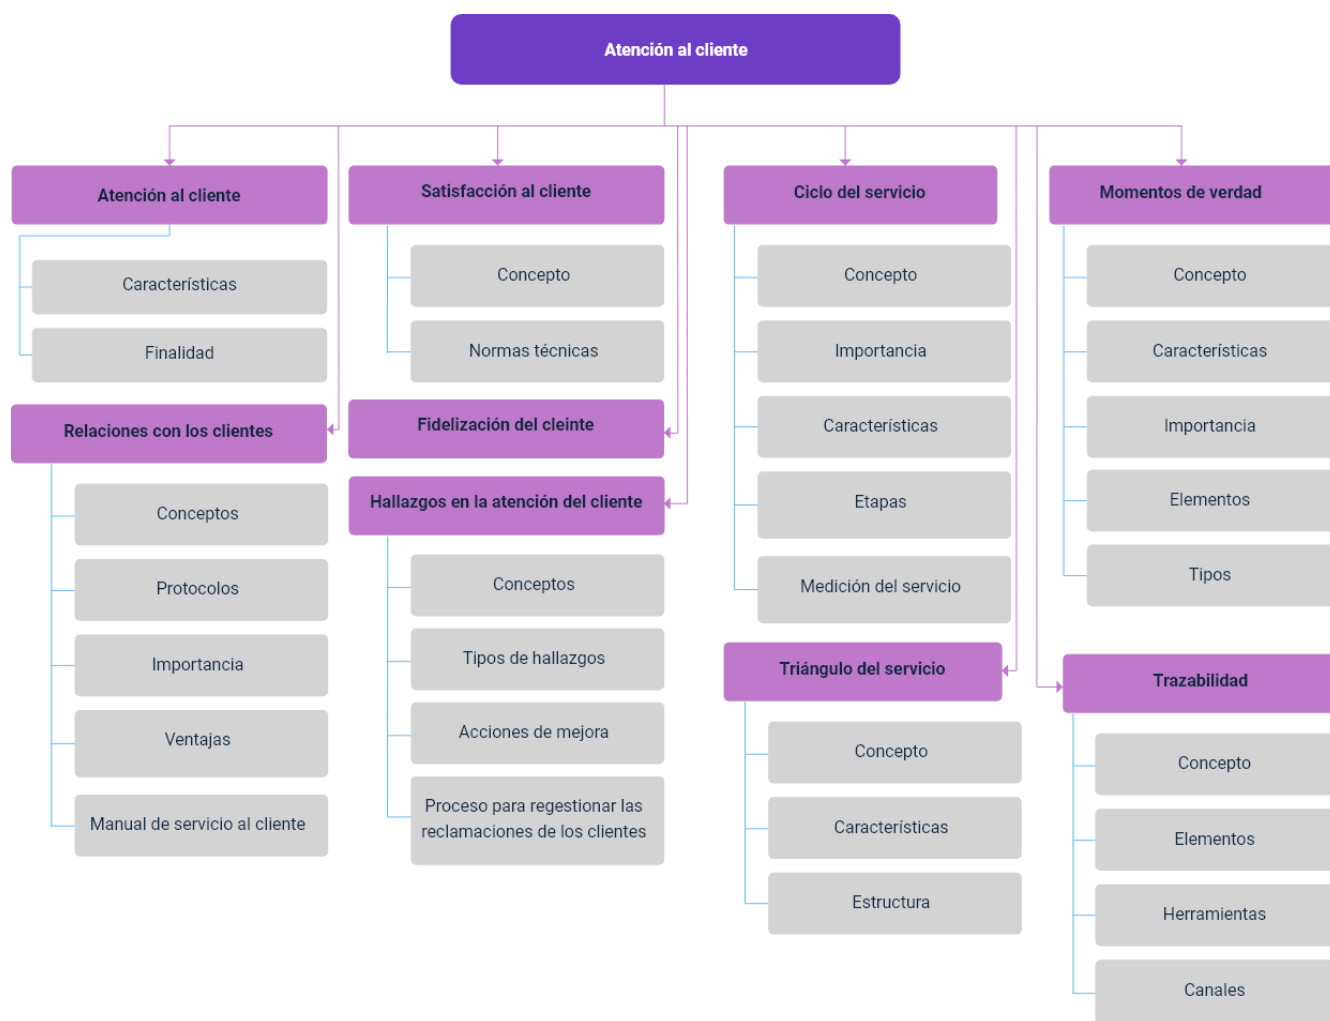 Atención al cliente
Atención al cliente
Características
Finalidad
Relaciones con los clientes
Conceptos
Protocolos
Importancia
Ventajas
Manual de servicio al cliente
Satisfacción al cliente
Concepto
Normas técnicas
Fidelización del cleinte
Hallazgos en la atención del cliente
Conceptos
Tipos de hallazgos
Acciones de mejora
Proceso para regestionar las
reclamaciones de los clientes
Ciclo del servicio
Concepto
Importancia
Características
Etapas
Medición del servicio
Triángulo del servicio
Concepto
Características
Estructura
Momentos de verdad
Concepto
Características
Importancia
Elementos
Tipos
Trazabilidad
Concepto
Elementos
Herramientas
Canales